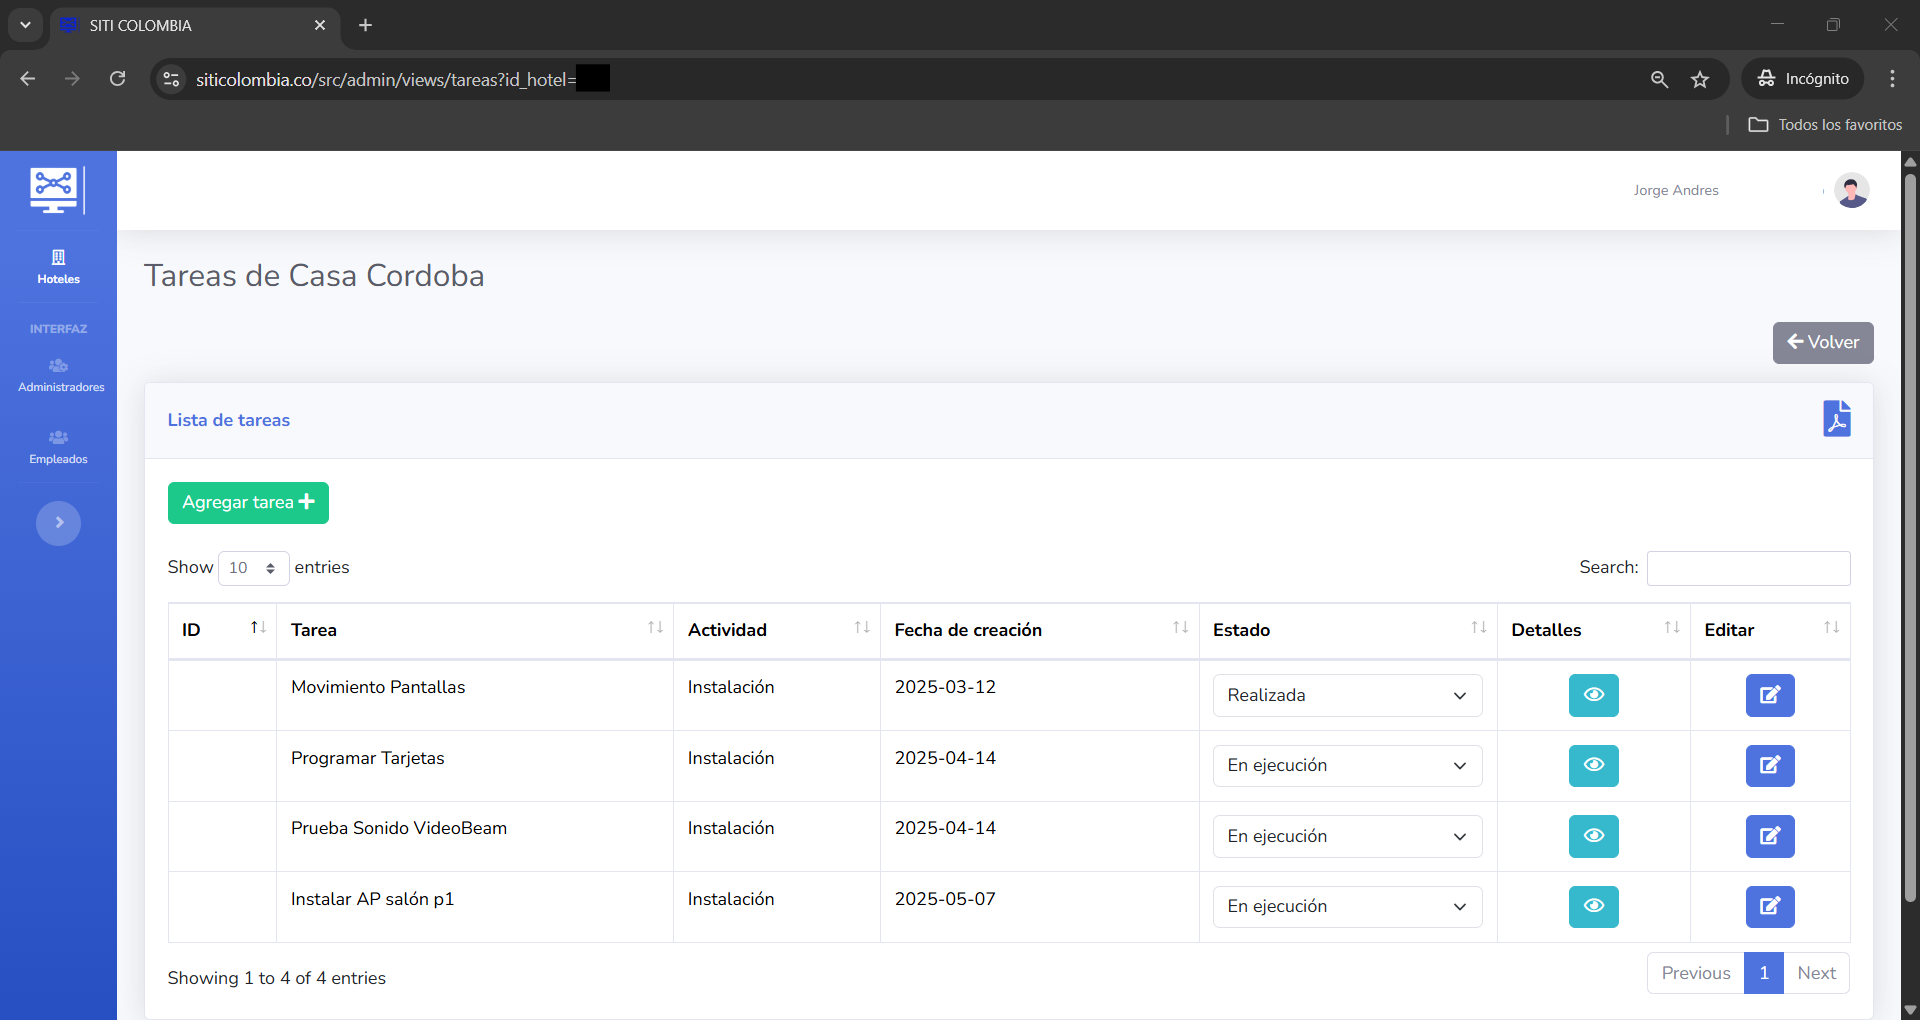 SITI COLOMBIA
siticolombia.co/src/admin/views/tareas?id_hotel=
Incógnito
Todos los favoritos
Jorge Andres
Hoteles
INTERFAZ
Administradores
Empleados
Tareas de Casa Cordoba
Volver
Lista de tareas
Agregar tarea
Show 10 entries
Search:
ID Tarea Actividad Fecha de creación Estado Detalles Editar
Movimiento Pantallas Instalación 2025-03-12 Realizada
Programar Tarjetas Instalación 2025-04-14 En ejecución
Prueba Sonido VideoBeam Instalación 2025-04-14 En ejecución
Instalar AP salón p1 Instalación 2025-05-07 En ejecución
Showing 1 to 4 of 4 entries
Previous 1 Next